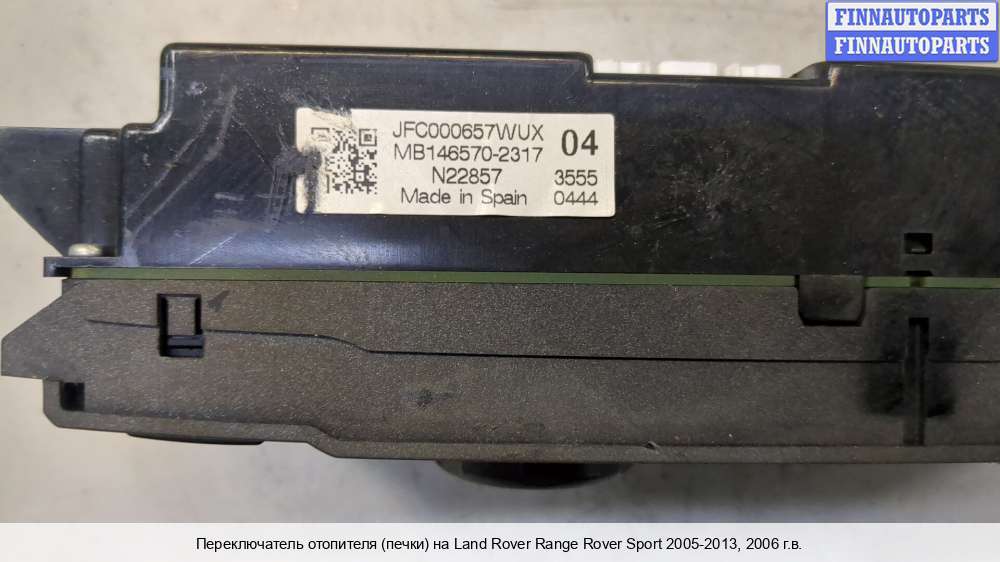 FINNAUTOPARTS
FINNAUTOPARTS
JFC000657WUX 04
MB146570-2317
N22857 3555
Made in Spain 0444
Переключатель отопителя (печки) на Land Rover Range Rover Sport 2005-2013, 2006 г.в.